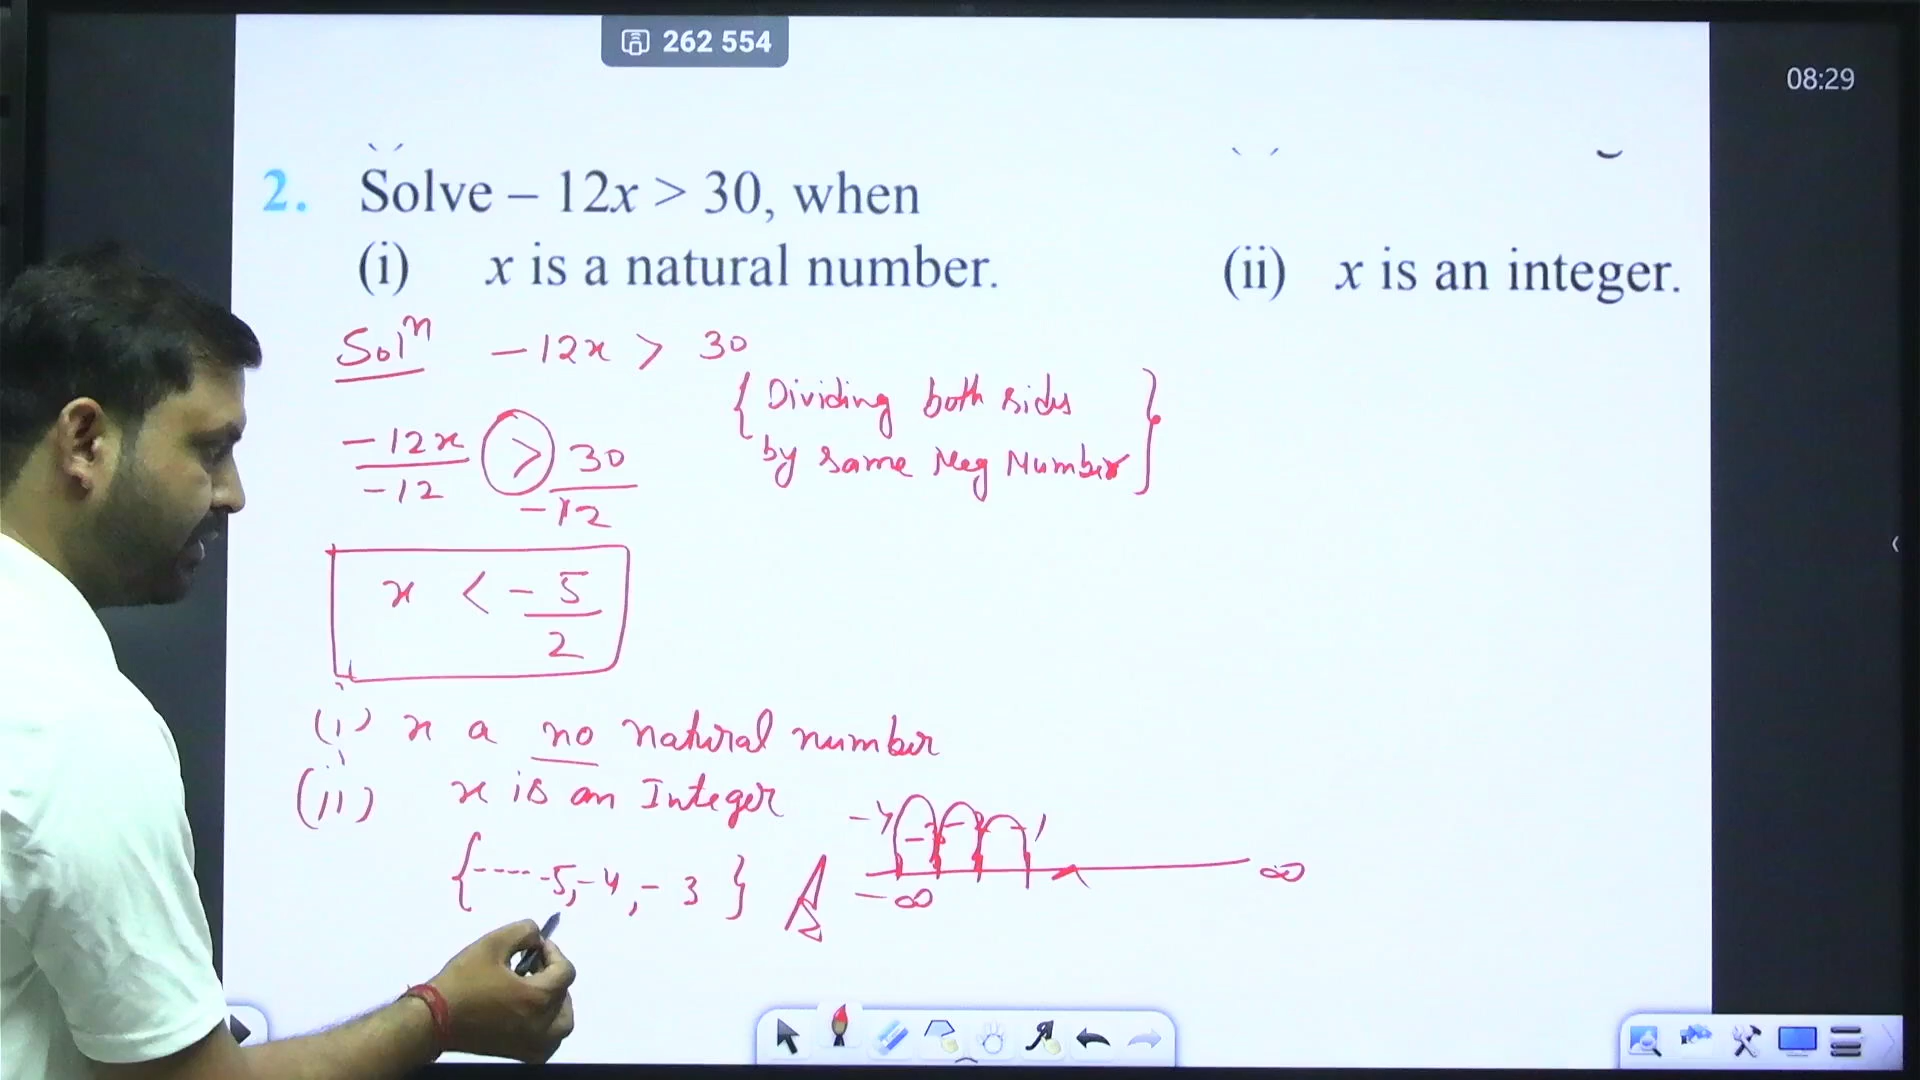 262 554
08:29
2. Solve – 12x > 30, when
(i) x is a natural number. (ii) x is an integer.
Solⁿ -12x > 30
{ Dividing both sides
by same Neg Number }
-12x / -12 > 30 / -12
x < - 5/2
(i) x a no natural number
(ii) x is an Integer
{ ---- -5, -4, - 3 }
-∞ ∞